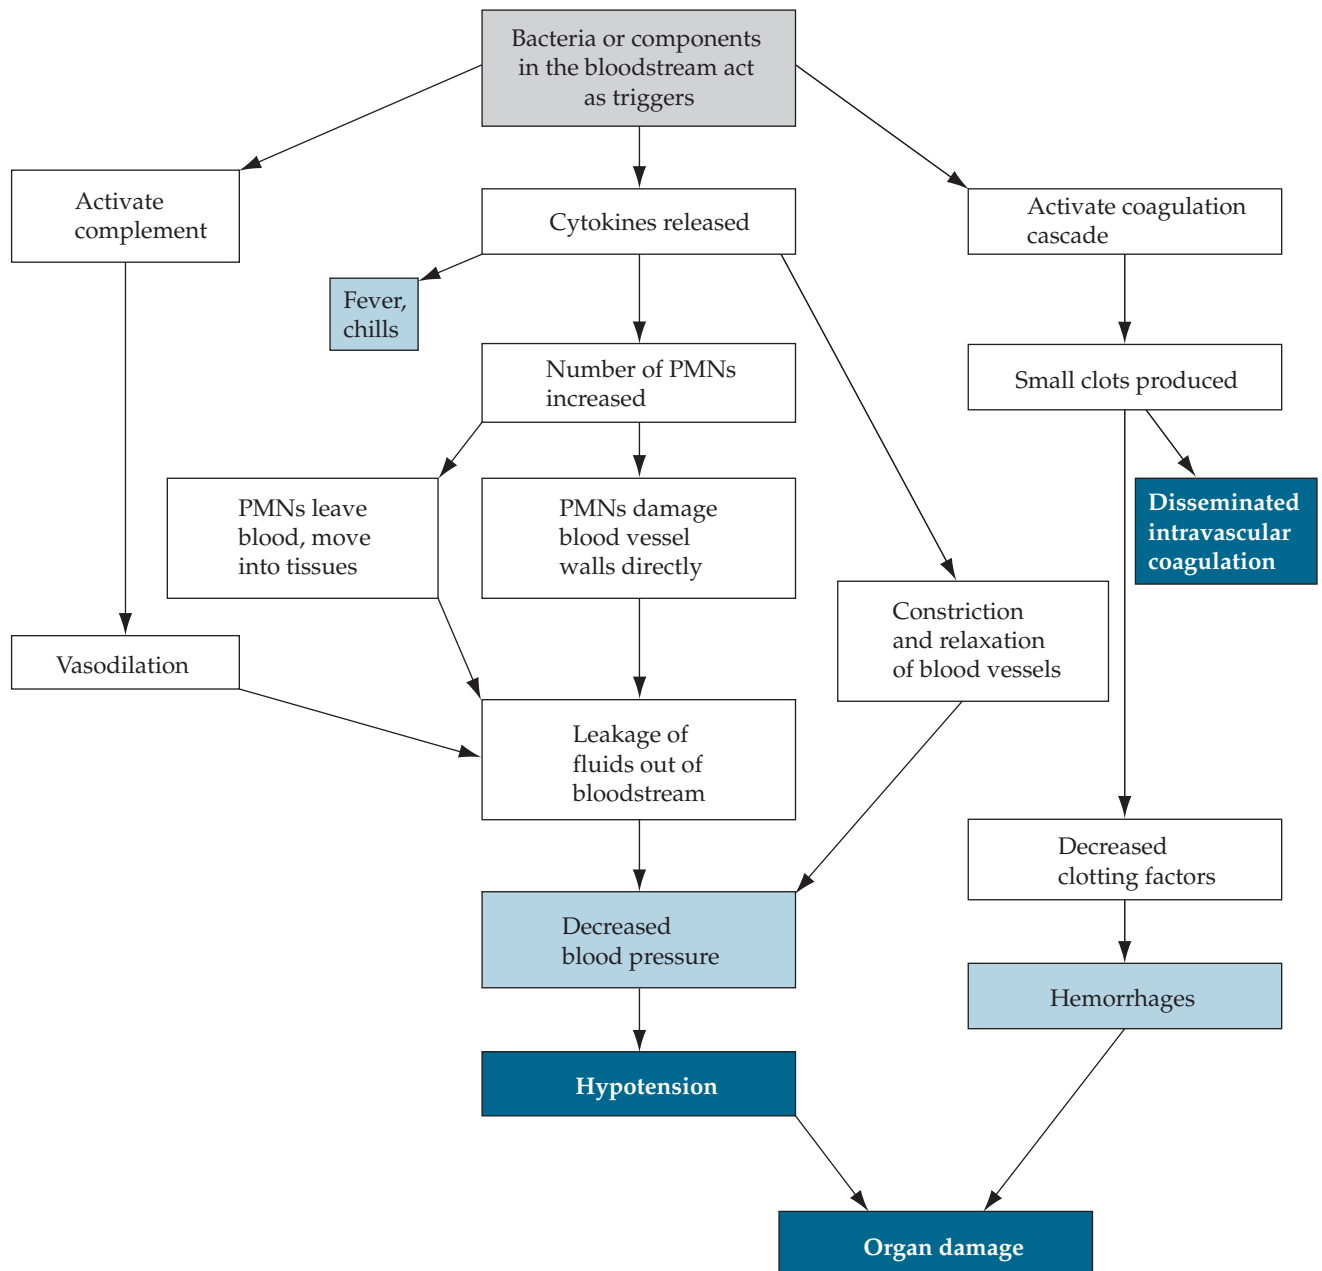 Bacteria or components
in the bloodstream act
as triggers
Activate
complement
Cytokines released
Activate coagulation
cascade
Fever,
chills
Number of PMNs
increased
Small clots produced
PMNs leave
blood, move
into tissues
PMNs damage
blood vessel
walls directly
Disseminated
intravascular
coagulation
Constriction
and relaxation
of blood vessels
Vasodilation
Leakage of
fluids out of
bloodstream
Decreased
clotting factors
Decreased
blood pressure
Hemorrhages
Hypotension
Organ damage